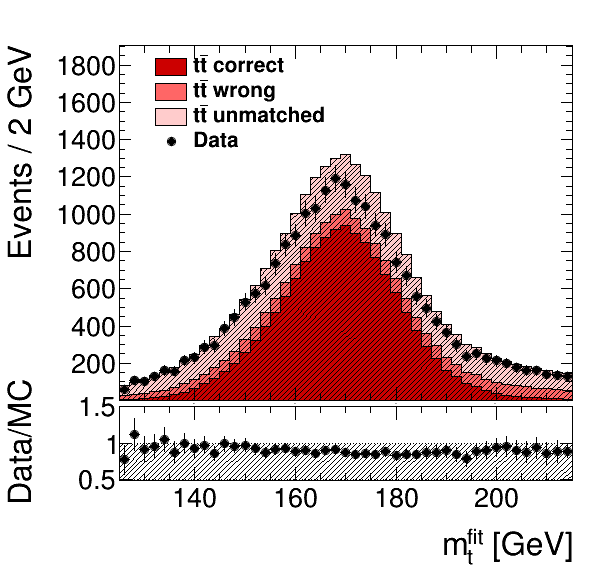 Events / 2 GeV
1800
1600
1400
1200
1000
800
600
400
200
tt̄ correct
tt̄ wrong
tt̄ unmatched
Data
Data/MC
1.5
1
0.5
140 160 180 200
m_t^fit [GeV]